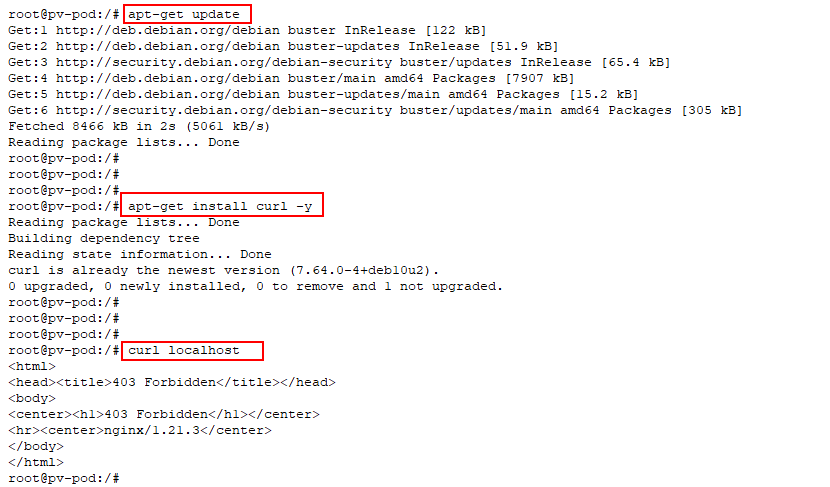 root@pv-pod:/# apt-get update
Get:1 http://deb.debian.org/debian buster InRelease [122 kB]
Get:2 http://deb.debian.org/debian buster-updates InRelease [51.9 kB]
Get:3 http://security.debian.org/debian-security buster/updates InRelease [65.4 kB]
Get:4 http://deb.debian.org/debian buster/main amd64 Packages [7907 kB]
Get:5 http://deb.debian.org/debian buster-updates/main amd64 Packages [15.2 kB]
Get:6 http://security.debian.org/debian-security buster/updates/main amd64 Packages [305 kB]
Fetched 8466 kB in 2s (5061 kB/s)
Reading package lists... Done
root@pv-pod:/#
root@pv-pod:/#
root@pv-pod:/#
root@pv-pod:/# apt-get install curl -y
Reading package lists... Done
Building dependency tree
Reading state information... Done
curl is already the newest version (7.64.0-4+deb10u2).
0 upgraded, 0 newly installed, 0 to remove and 1 not upgraded.
root@pv-pod:/#
root@pv-pod:/#
root@pv-pod:/#
root@pv-pod:/# curl localhost
<html>
<head><title>403 Forbidden</title></head>
<body>
<center><h1>403 Forbidden</h1></center>
<hr><center>nginx/1.21.3</center>
</body>
</html>
root@pv-pod:/#